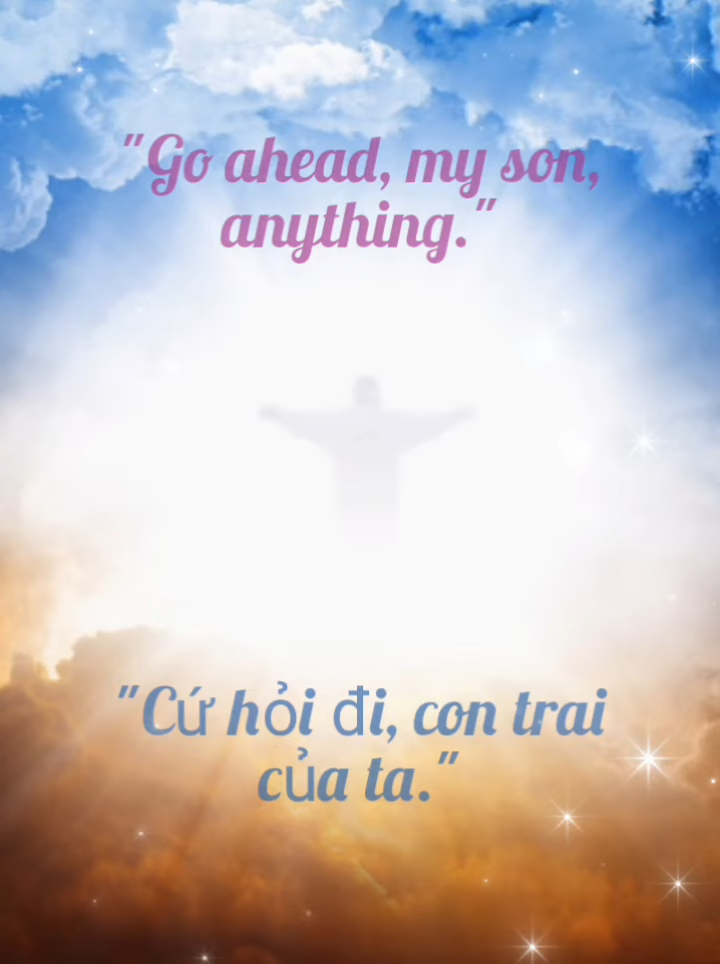 "Go ahead, my son,
anything."
"Cứ hỏi đi, con trai
của ta."